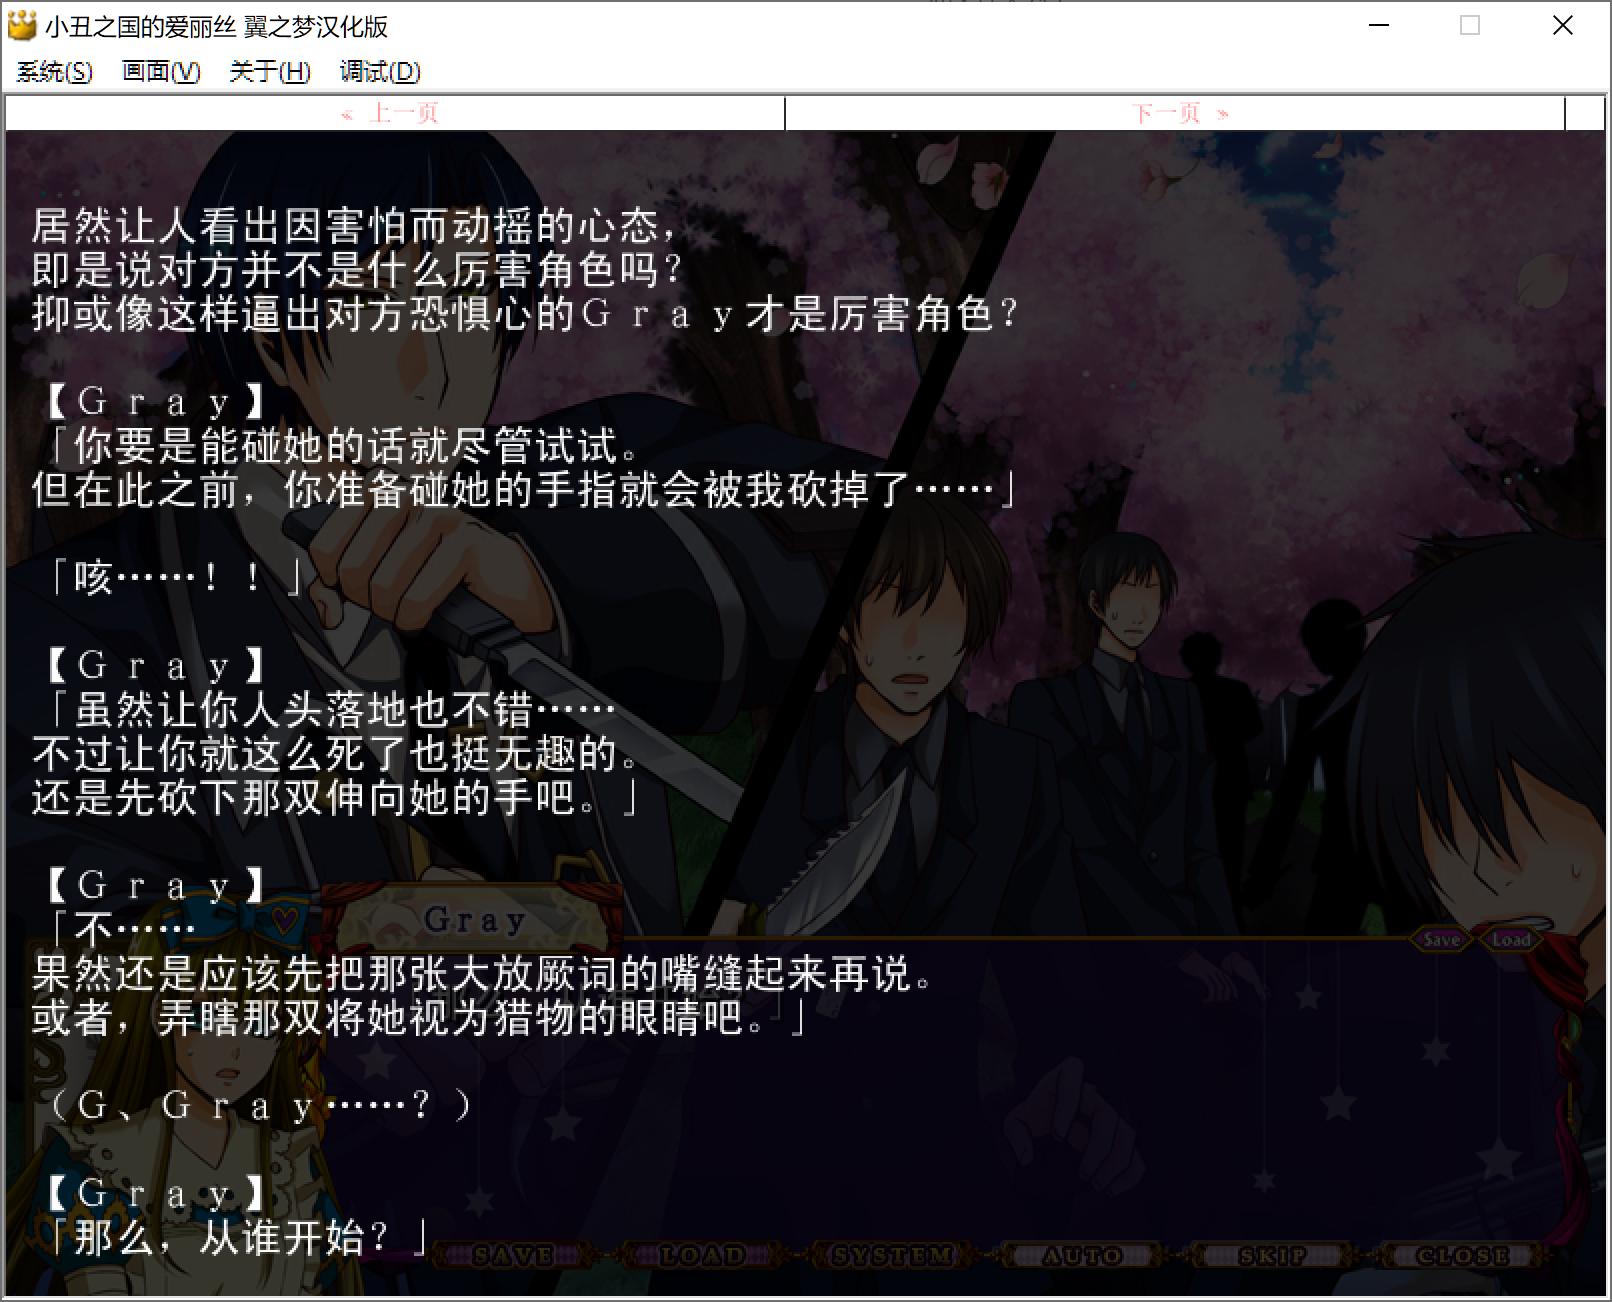 小丑之国的爱丽丝 翼之梦汉化版
系统(S) 画面(V) 关于(H) 调试(D)
« 上一页 下一页 »
居然让人看出因害怕而动摇的心态，
即是说对方并不是什么厉害角色吗？
抑或像这样逼出对方恐惧心的Ｇｒａｙ才是厉害角色？
【Ｇｒａｙ】
「你要是能碰她的话就尽管试试。
但在此之前，你准备碰她的手指就会被我砍掉了……」
「咳……！！」
【Ｇｒａｙ】
「虽然让你人头落地也不错……
不过让你就这么死了也挺无趣的。
还是先砍下那双伸向她的手吧。」
【Ｇｒａｙ】
Gray
「不……
Save Load
果然还是应该先把那张大放厥词的嘴缝起来再说。
或者，弄瞎那双将她视为猎物的眼睛吧。」
（Ｇ、Ｇｒａｙ……？）
【Ｇｒａｙ】
「那么，从谁开始？」
SAVE LOAD SYSTEM AUTO SKIP CLOSE